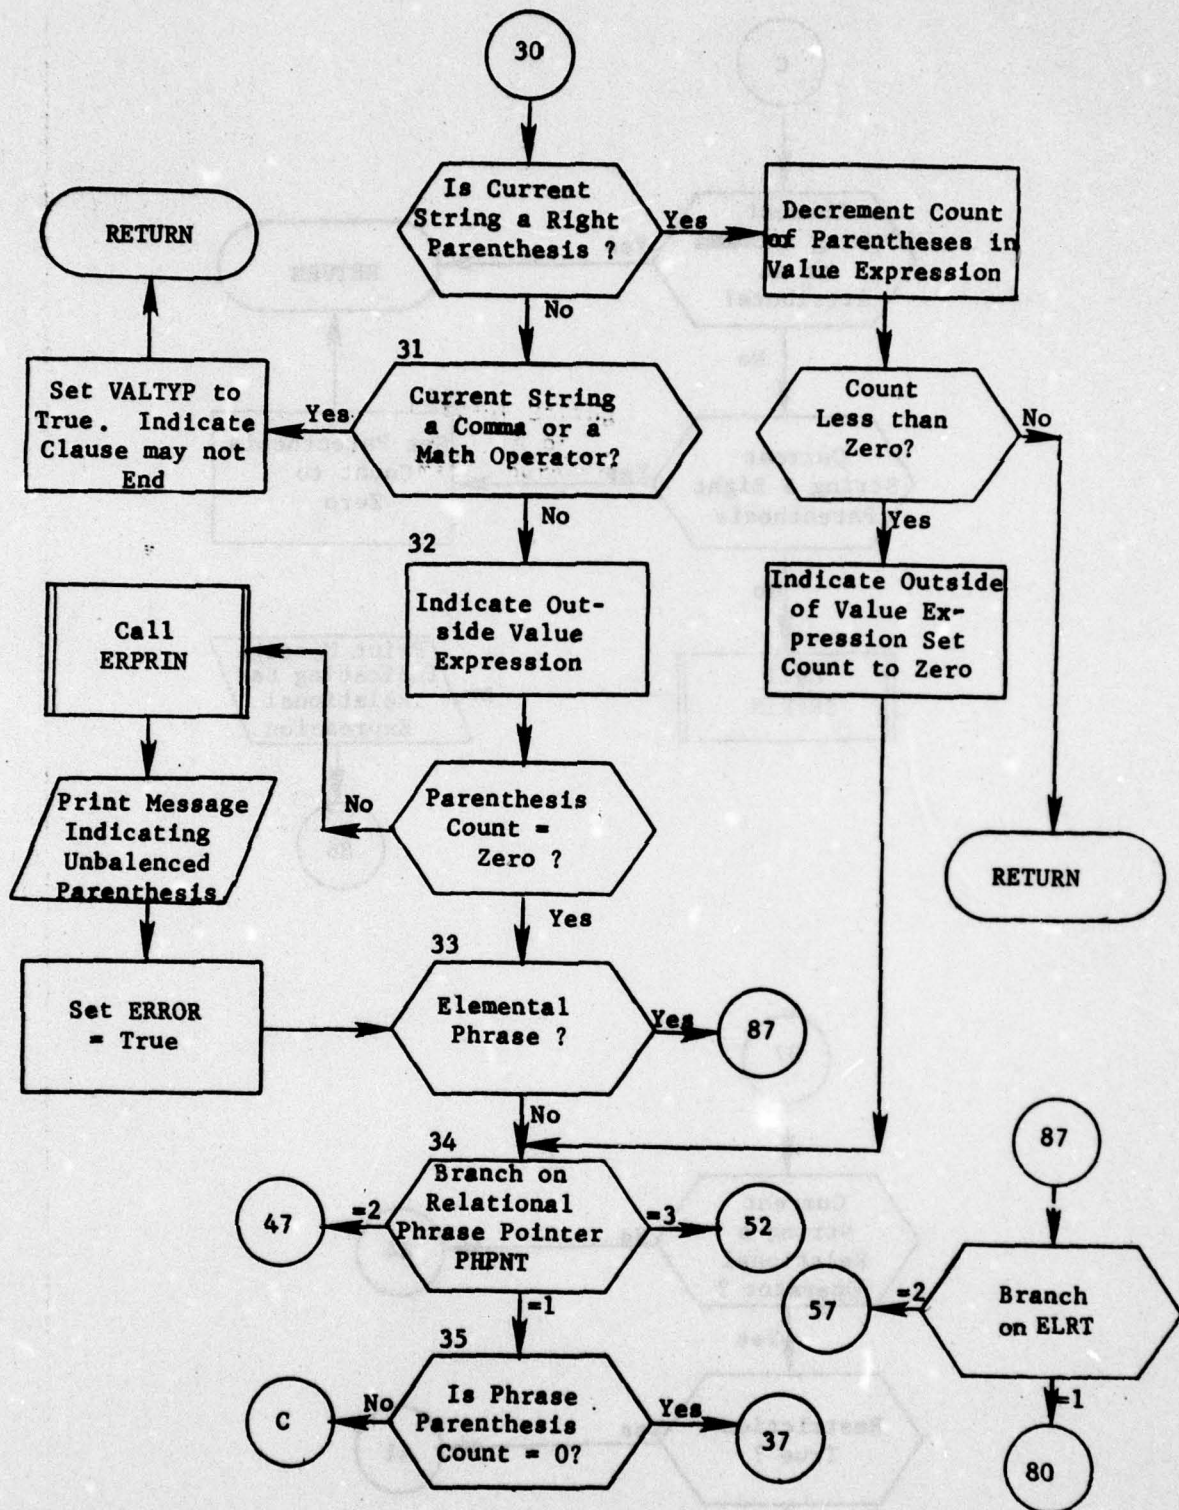 30
Is Current
String a Right
Parenthesis ?
Yes
Decrement Count
of Parentheses in
Value Expression
RETURN
No
31
Set VALTYP to
True. Indicate
Clause may not
End
Yes
Current String
a Comma or a
Math Operator?
Count
Less than
Zero?
No
No
Yes
32
Call
ERPRIN
Indicate Out-
side Value
Expression
Indicate Outside
of Value Ex-
pression Set
Count to Zero
Print Message
Indicating
Unbalenced
Parenthesis
No
Parenthesis
Count =
Zero ?
RETURN
Yes
33
Set ERROR
= True
Elemental
Phrase ?
Yes
87
No
34
87
47
=2
Branch on
Relational
Phrase Pointer
PHPNT
=3
52
57
=2
Branch
on ELRT
=1
35
C
No
Is Phrase
Parenthesis
Count = 0?
Yes
37
=1
80